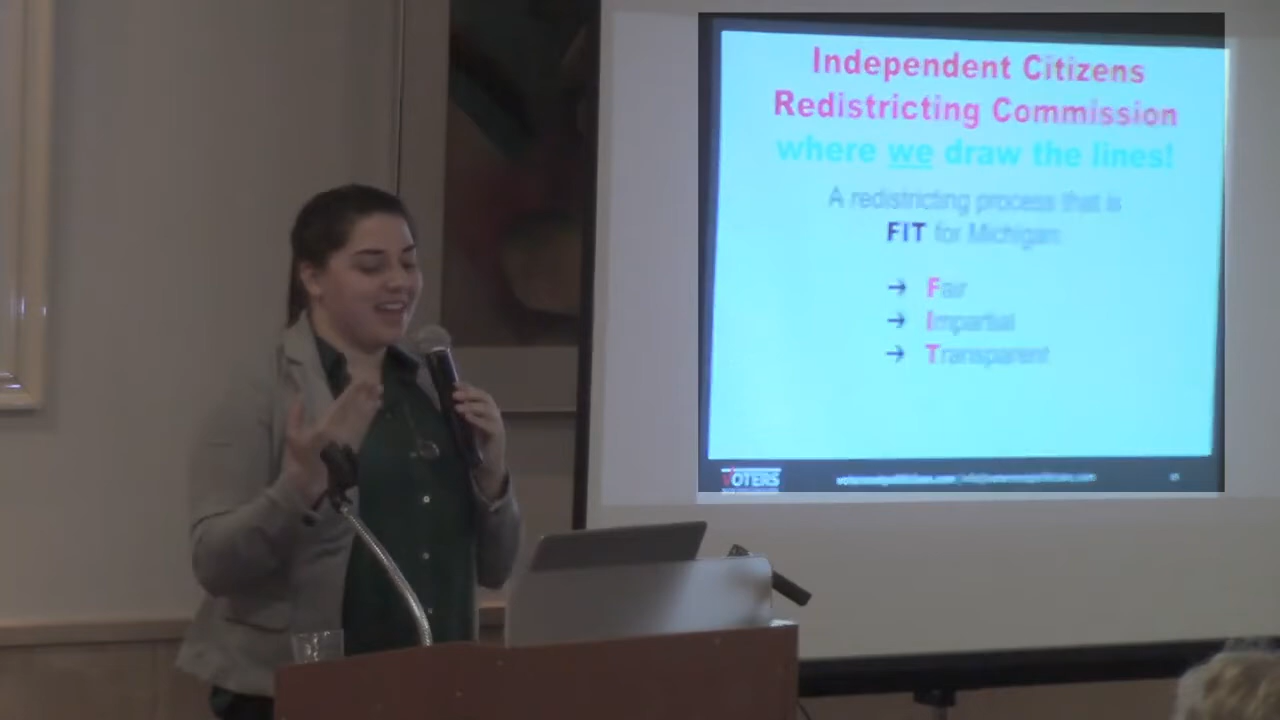 Independent Citizens
Redistricting Commission
where we draw the lines!
A redistricting process that is
FIT for Michigan
→ Fair
→ Impartial
→ Transparent
VOTERS